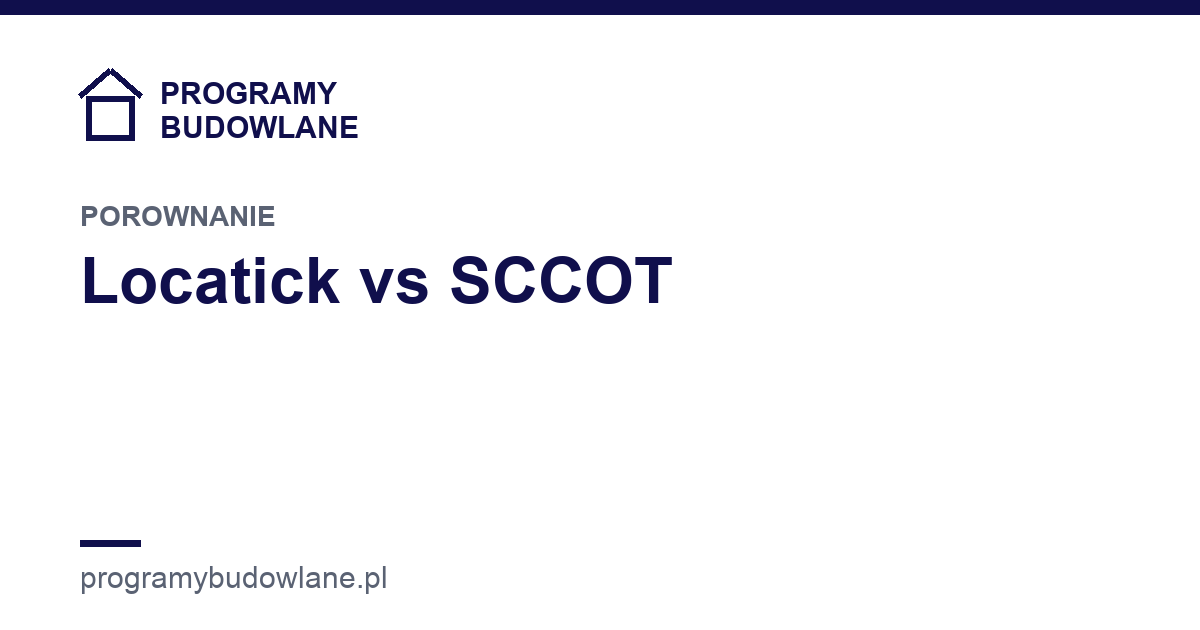 PROGRAMY
BUDOWLANE
POROWNANIE
Locatick vs SCCOT
programybudowlane.pl